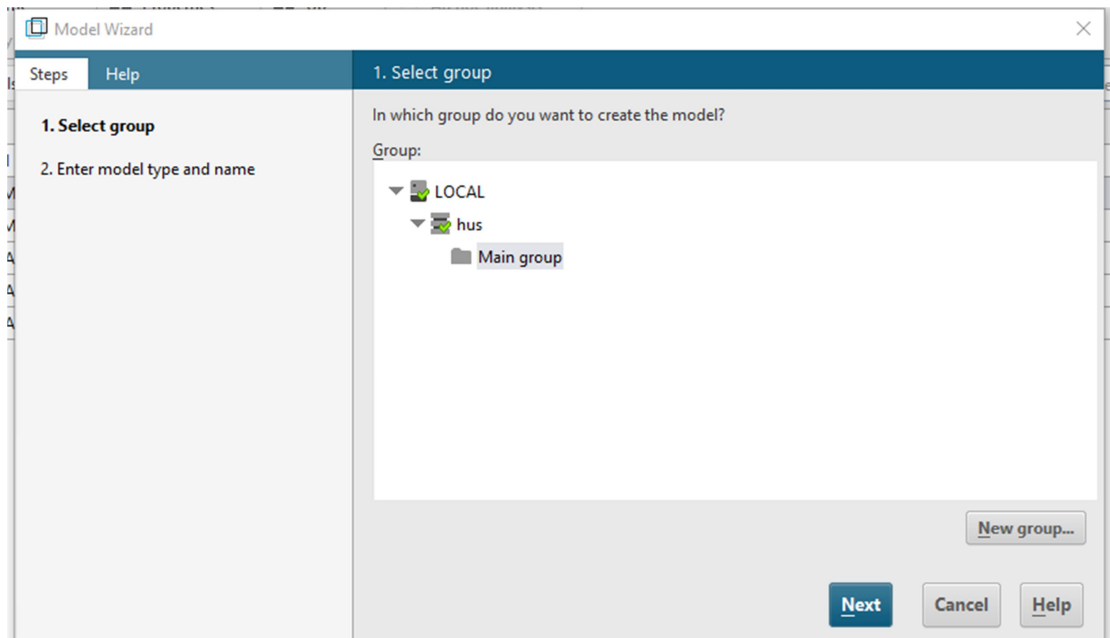 Model Wizard
Steps
Help
1. Select group
2. Enter model type and name
1. Select group
In which group do you want to create the model?
Group:
LOCAL
hus
Main group
New group...
Next
Cancel
Help